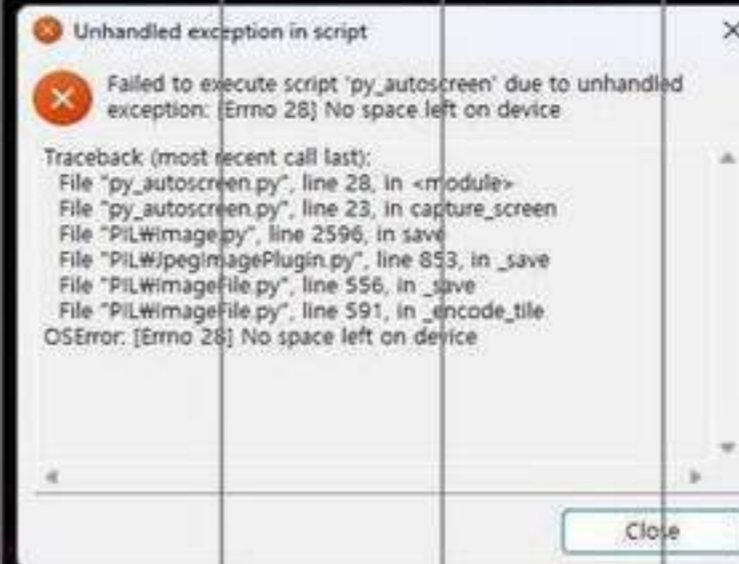 Unhandled exception in script
Failed to execute script 'py_autoscreen' due to unhandled
exception: [Errno 28] No space left on device
Traceback (most recent call last):
File "py_autoscreen.py", line 28, in <module>
File "py_autoscreen.py", line 23, in capture_screen
File "PIL₩Image.py", line 2596, in save
File "PIL₩JpegImagePlugin.py", line 853, in _save
File "PIL₩ImageFile.py", line 556, in _save
File "PIL₩ImageFile.py", line 591, in _encode_tile
OSError: [Errno 28] No space left on device
Close